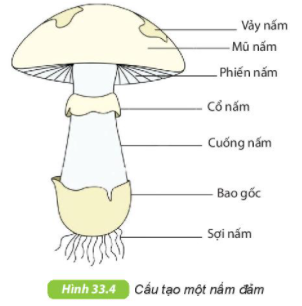 Vảy nấm
Mũ nấm
Phiến nấm
Cổ nấm
Cuống nấm
Bao gốc
Sợi nấm
Hình 33.4 Cấu tạo một nấm đảm